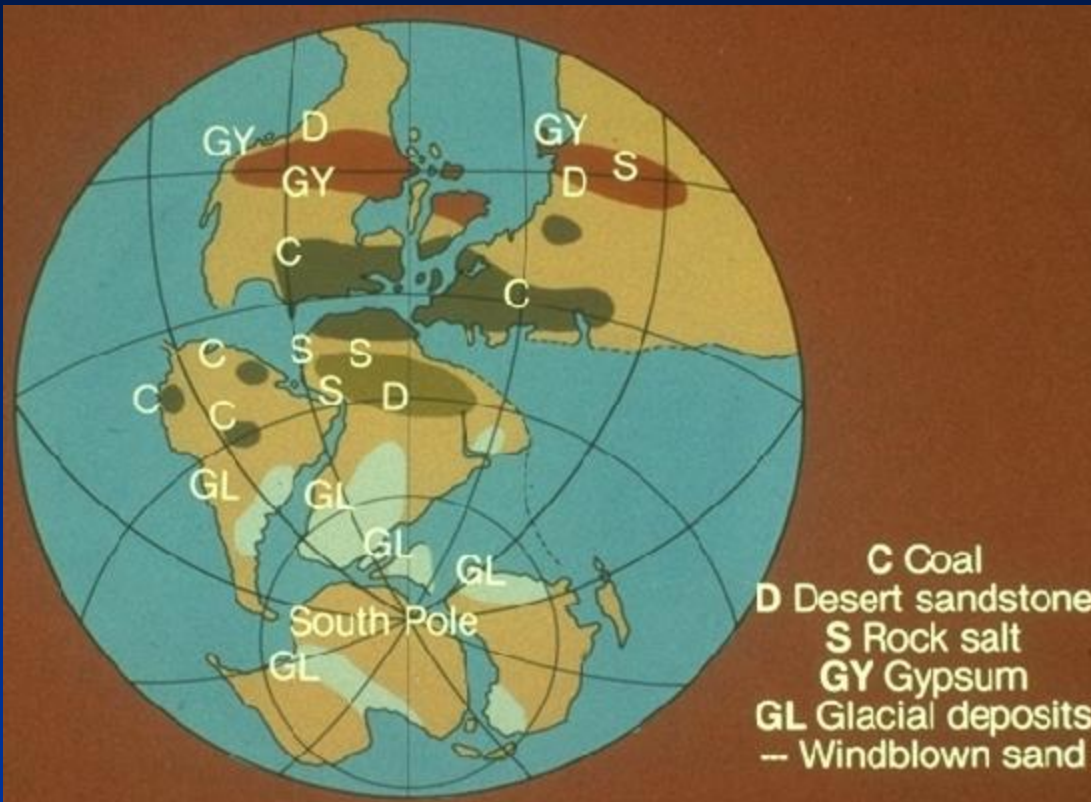 GY D GY
GY S D
C
C
C S S
C S D
C
GL GL
GL GL
South Pole
GL
C Coal
D Desert sandstone
S Rock salt
GY Gypsum
GL Glacial deposits
-- Windblown sand